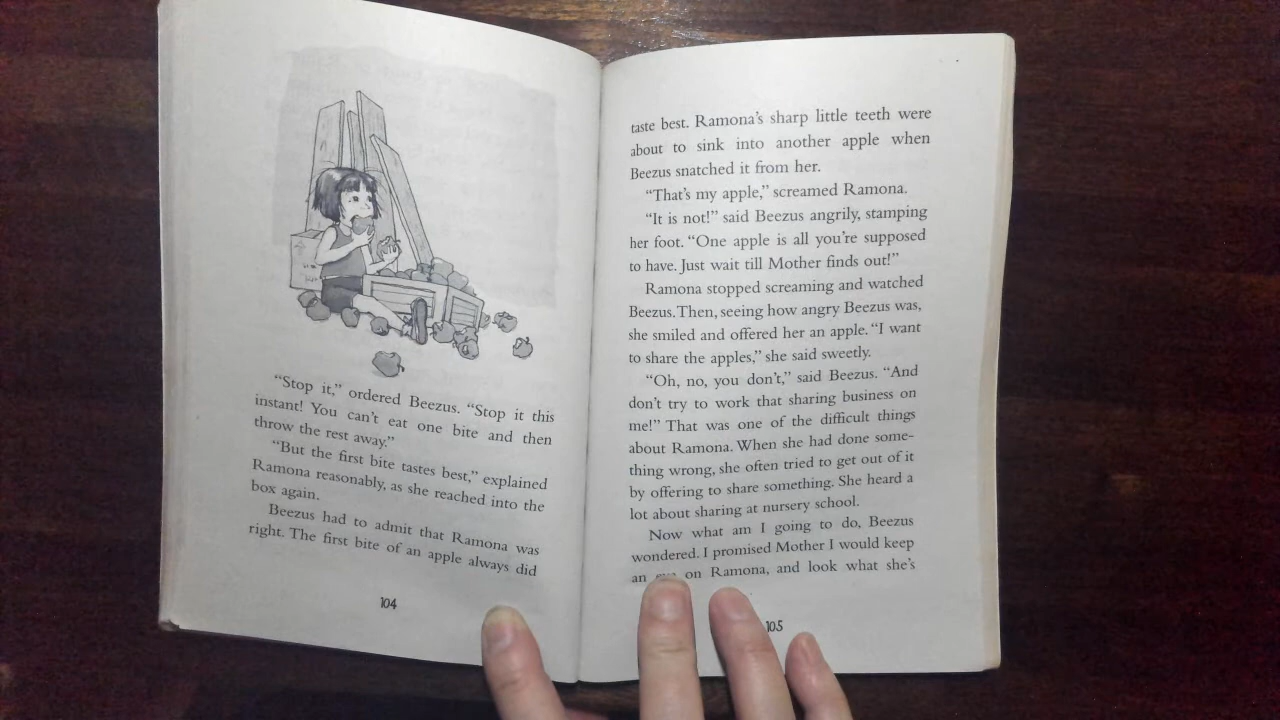 "Stop it," ordered Beezus. "Stop it this
instant! You can't eat one bite and then
throw the rest away."
"But the first bite tastes best," explained
Ramona reasonably, as she reached into the
box again.
Beezus had to admit that Ramona was
right. The first bite of an apple always did
104
taste best. Ramona's sharp little teeth were
about to sink into another apple when
Beezus snatched it from her.
"That's my apple," screamed Ramona.
"It is not!" said Beezus angrily, stamping
her foot. "One apple is all you're supposed
to have. Just wait till Mother finds out!"
Ramona stopped screaming and watched
Beezus. Then, seeing how angry Beezus was,
she smiled and offered her an apple. "I want
to share the apples," she said sweetly.
"Oh, no, you don't," said Beezus. "And
don't try to work that sharing business on
me!" That was one of the difficult things
about Ramona. When she had done some-
thing wrong, she often tried to get out of it
by offering to share something. She heard a
lot about sharing at nursery school.
Now what am I going to do, Beezus
wondered. I promised Mother I would keep
an on Ramona, and look what she's
105